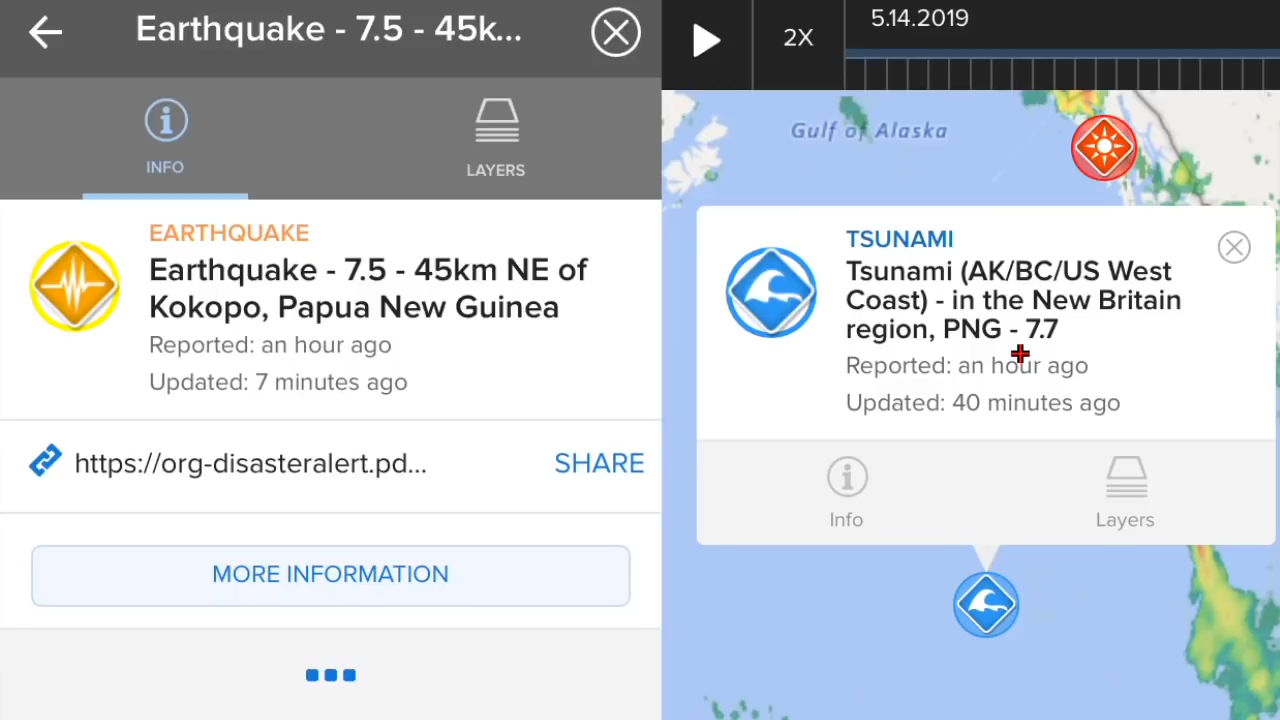 Earthquake - 7.5 - 45k...
INFO
LAYERS
EARTHQUAKE
Earthquake - 7.5 - 45km NE of
Kokopo, Papua New Guinea
Reported: an hour ago
Updated: 7 minutes ago
https://org-disasteralert.pd...
SHARE
MORE INFORMATION
5.14.2019
2X
Gulf of Alaska
TSUNAMI
Tsunami (AK/BC/US West
Coast) - in the New Britain
region, PNG - 7.7
Reported: an hour ago
Updated: 40 minutes ago
Info
Layers